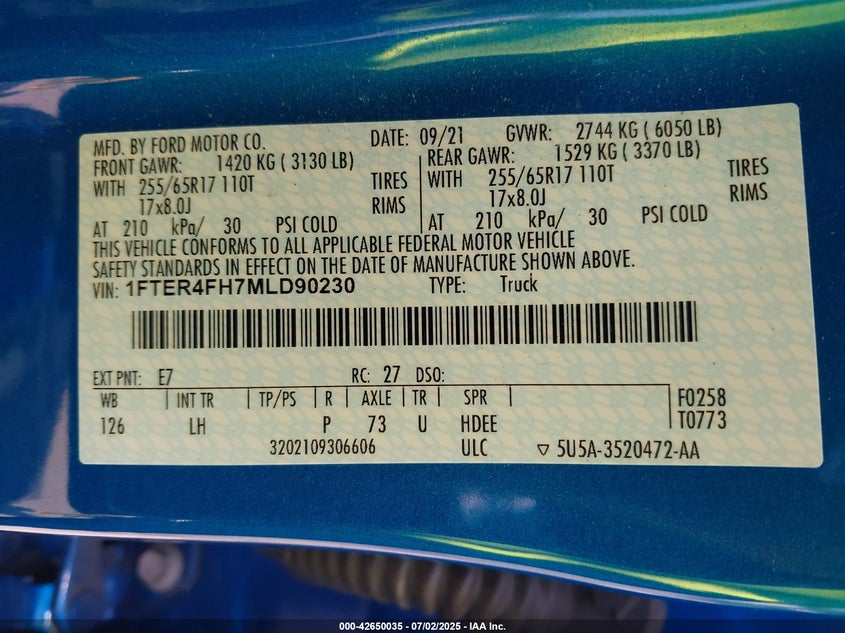 MFD. BY FORD MOTOR CO. DATE: 09/21 GVWR: 2744 KG ( 6050 LB)
FRONT GAWR: 1420 KG ( 3130 LB) REAR GAWR: 1529 KG ( 3370 LB)
WITH 255/65R17 110T TIRES WITH 255/65R17 110T TIRES
17x8.0J RIMS 17x8.0J RIMS
AT 210 kPa/ 30 PSI COLD AT 210 kPa/ 30 PSI COLD
THIS VEHICLE CONFORMS TO ALL APPLICABLE FEDERAL MOTOR VEHICLE
SAFETY STANDARDS IN EFFECT ON THE DATE OF MANUFACTURE SHOWN ABOVE.
VIN: 1FTER4FH7MLD90230 TYPE: Truck
EXT PNT: E7 RC: 27 DSO:
WB INT TR TP/PS R AXLE TR SPR F0258
126 LH P 73 U HDEE T0773
3202109306606 ULC ▽ 5U5A-3520472-AA
000-42650035 - 07/02/2025 - IAA Inc.